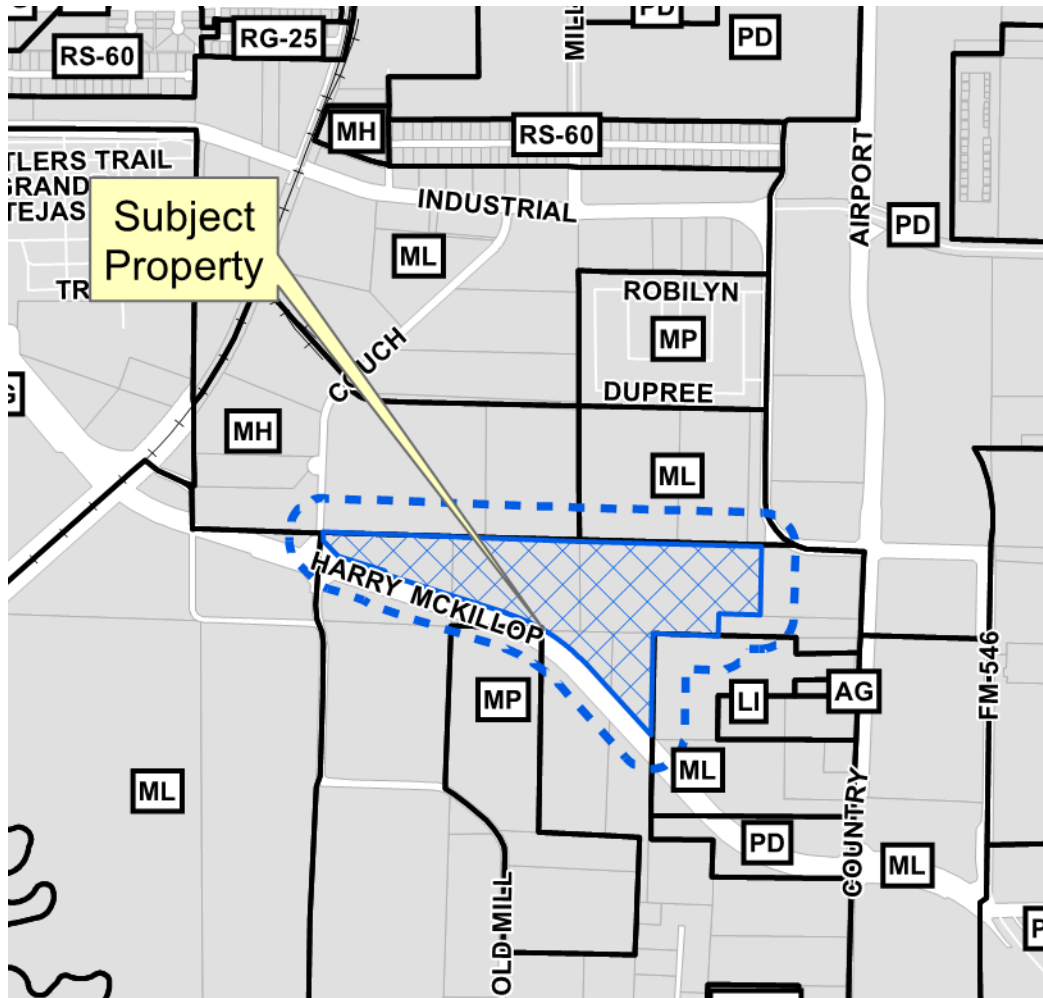 PD
MILL
RG-25
PD
RS-60
MH
RS-60
TLERS TRAIL
GRAND
TEJAS
AIRPORT
INDUSTRIAL
PD
Subject
Property
ML
TR
ROBILYN
MP
COUCH
DUPREE
MH
ML
HARRY MCKILLOP
FM-546
MP
LI
AG
ML
ML
COUNTRY
PD
ML
OLD MILL